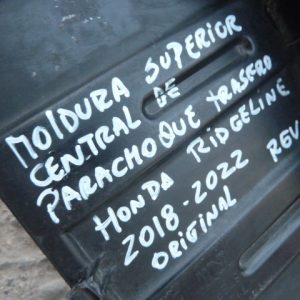 MOLDURA SUPERIOR
CENTRAL DE
PARACHOQUE TRASERO
HONDA RIDGELINE
2018-2022 REV
ORIGINAL